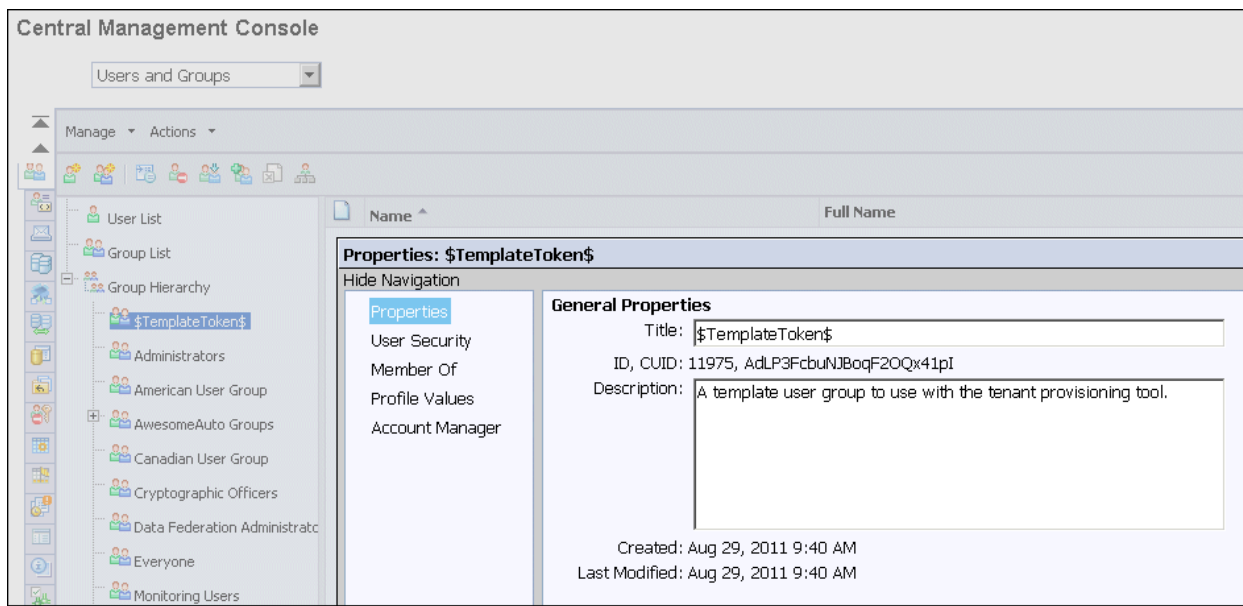 Central Management Console
Users and Groups
Manage Actions
Name Full Name
User List
Group List
Group Hierarchy
$TemplateToken$
Administrators
American User Group
AwesomeAuto Groups
Canadian User Group
Cryptographic Officers
Data Federation Administratc
Everyone
Monitoring Users
Properties: $TemplateToken$
Hide Navigation
Properties
User Security
Member Of
Profile Values
Account Manager
General Properties
Title: $TemplateToken$
ID, CUID: 11975, AdLP3FcbuNJBoqF2OQx41pI
Description: A template user group to use with the tenant provisioning tool.
Created: Aug 29, 2011 9:40 AM
Last Modified: Aug 29, 2011 9:40 AM